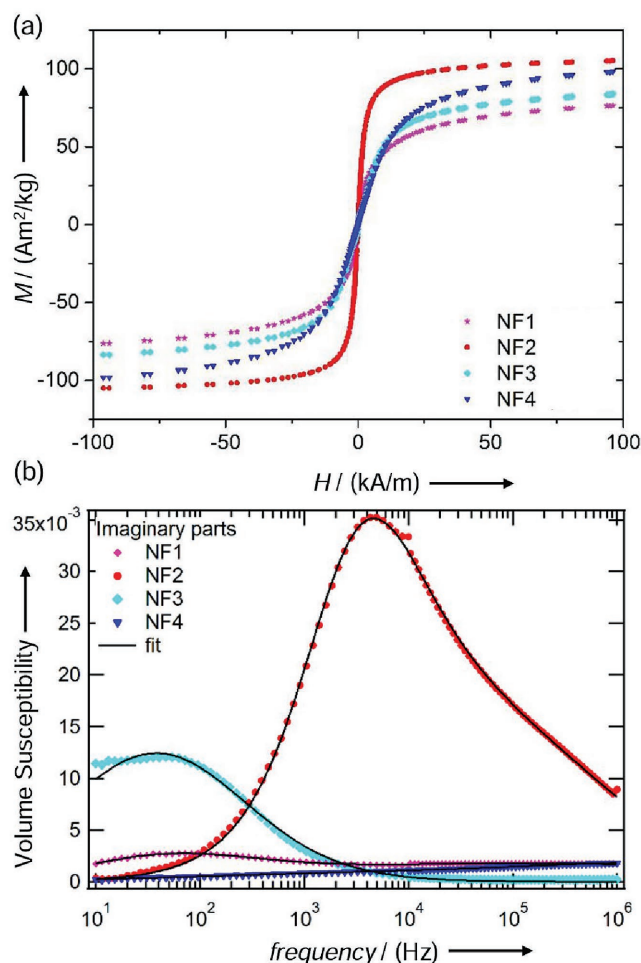 (a)
100
50
0
-50
-100
M / (Am²/kg)
NF1
NF2
NF3
NF4
-100 -50 0 50 100
H / (kA/m)
(b)
35x10⁻³
30
25
20
15
10
5
0
Volume Susceptibility
Imaginary parts
NF1
NF2
NF3
NF4
fit
10¹ 10² 10³ 10⁴ 10⁵ 10⁶
frequency / (Hz)